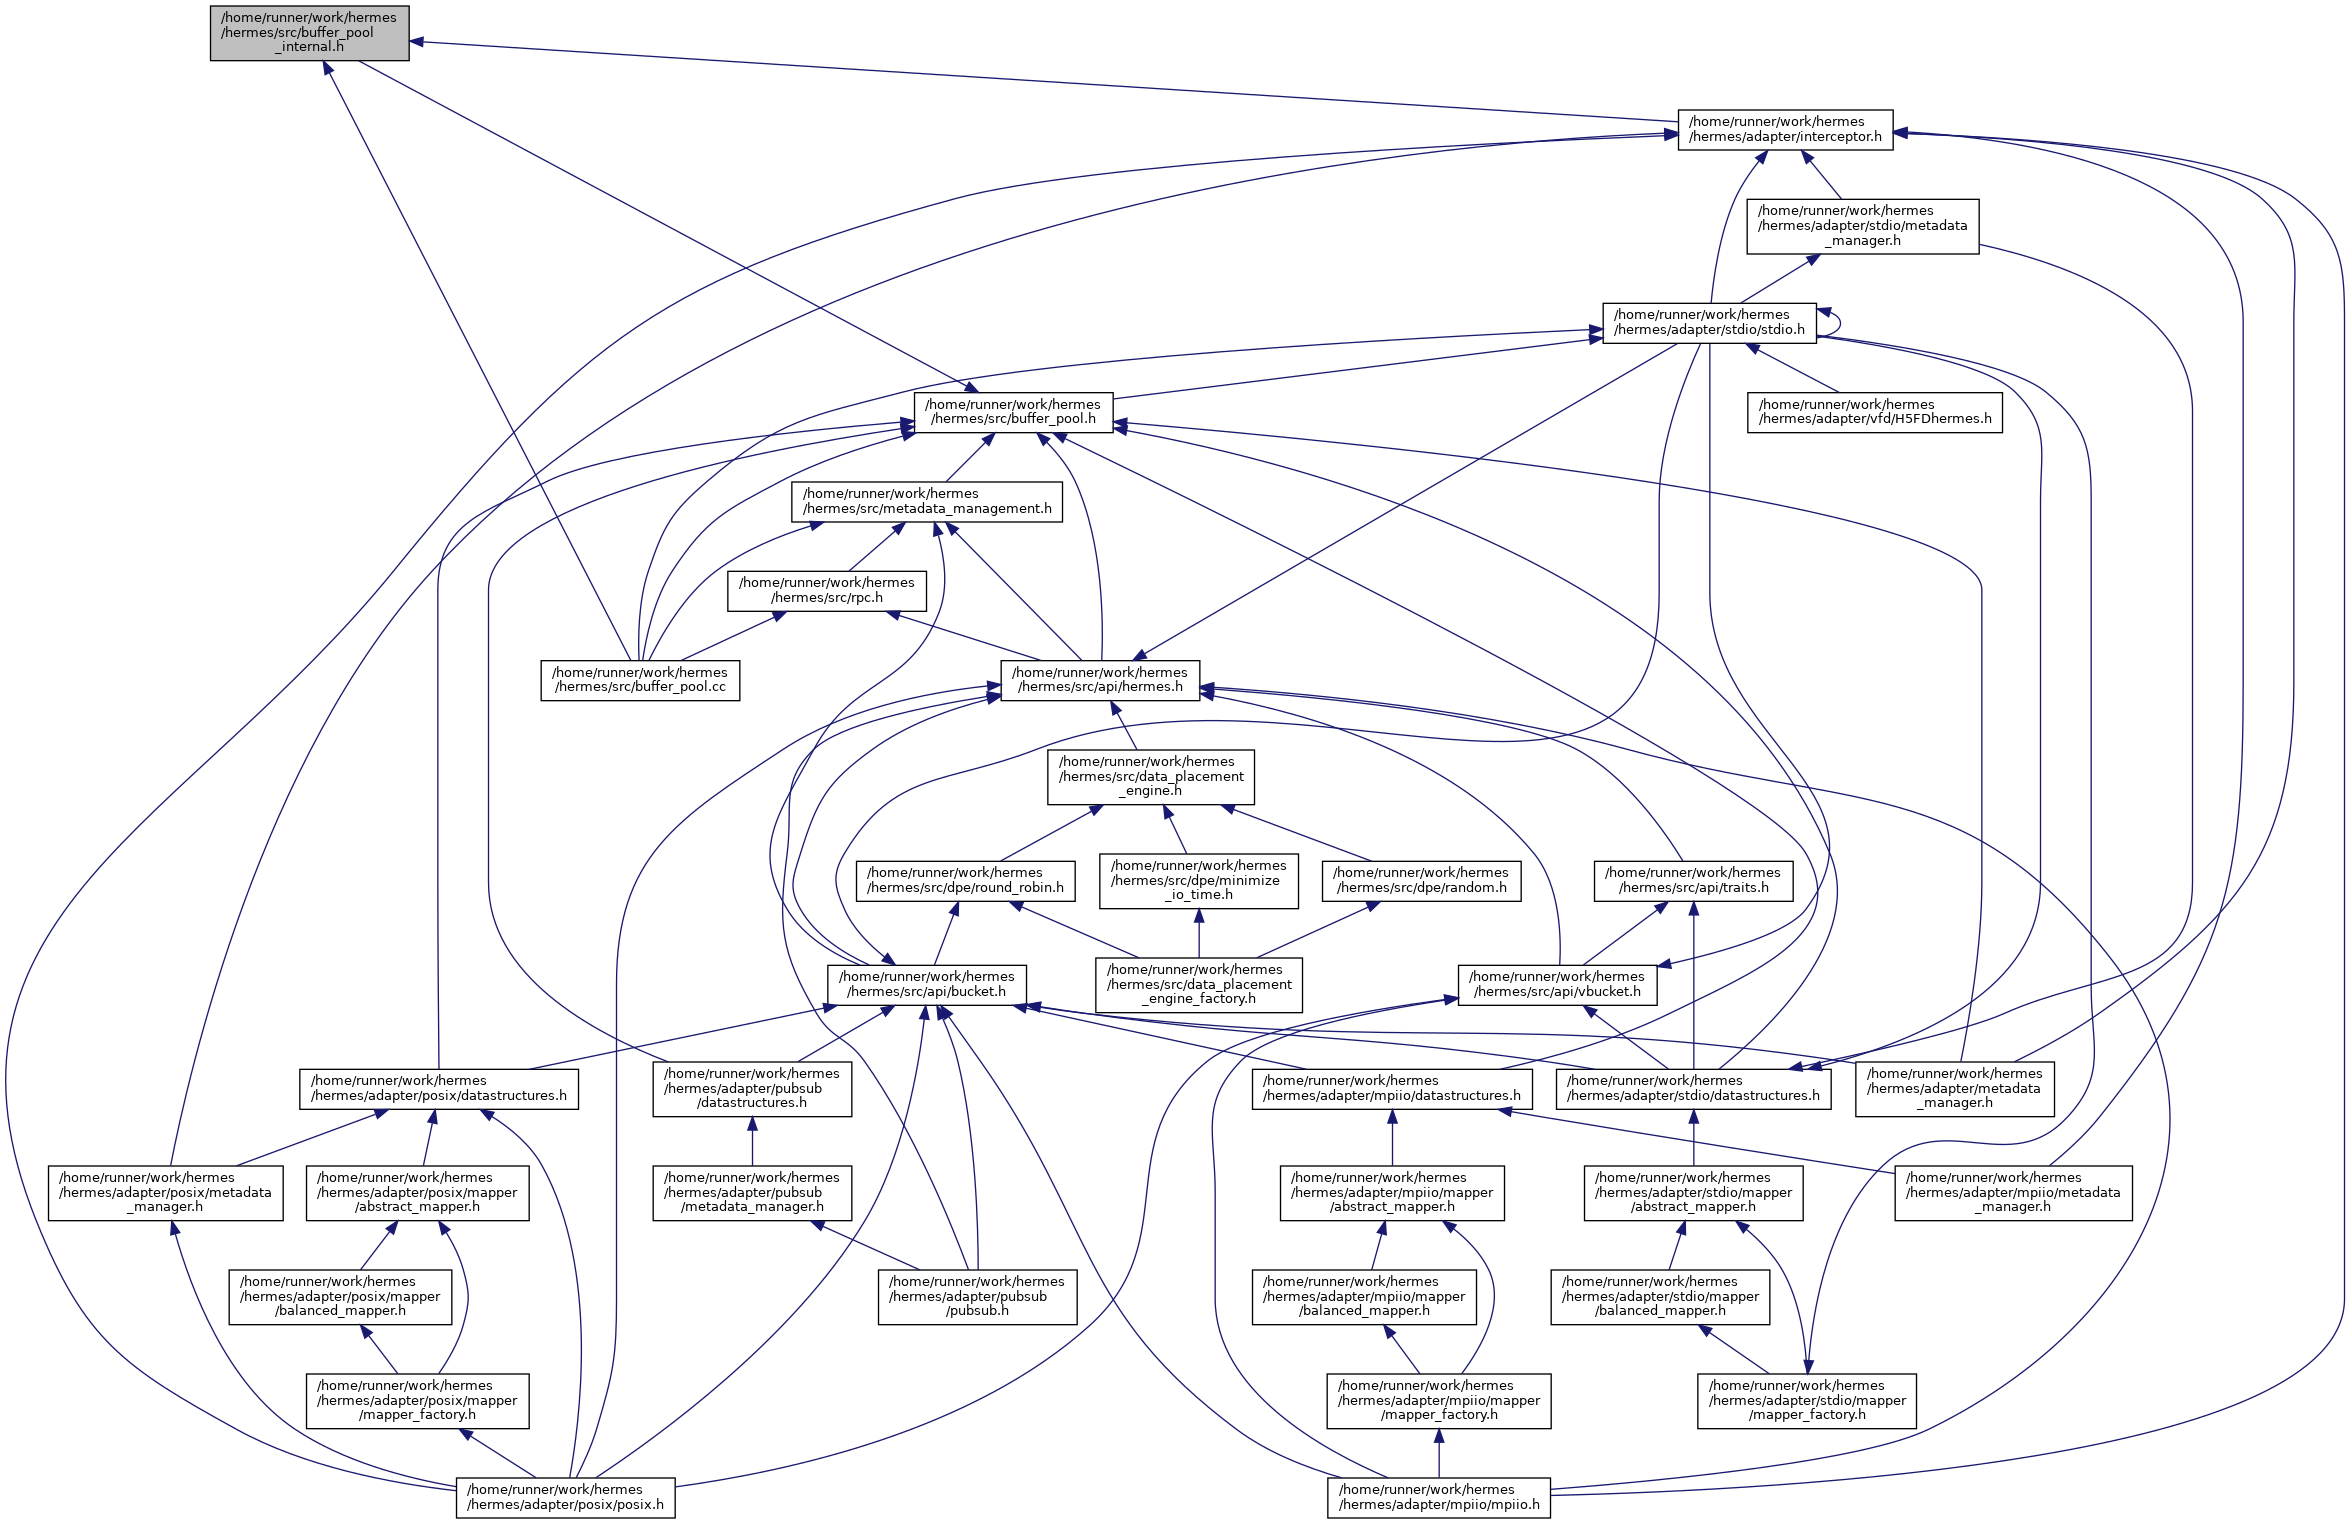 /home/runner/work/hermes
/hermes/src/buffer_pool
_internal.h
/home/runner/work/hermes
/hermes/adapter/interceptor.h
/home/runner/work/hermes
/hermes/adapter/stdio/metadata
_manager.h
/home/runner/work/hermes
/hermes/adapter/stdio/stdio.h
/home/runner/work/hermes
/hermes/src/buffer_pool.h
/home/runner/work/hermes
/hermes/adapter/vfd/H5FDhermes.h
/home/runner/work/hermes
/hermes/src/metadata_management.h
/home/runner/work/hermes
/hermes/src/rpc.h
/home/runner/work/hermes
/hermes/src/buffer_pool.cc
/home/runner/work/hermes
/hermes/src/api/hermes.h
/home/runner/work/hermes
/hermes/src/data_placement
_engine.h
/home/runner/work/hermes
/hermes/src/dpe/round_robin.h
/home/runner/work/hermes
/hermes/src/dpe/minimize
_io_time.h
/home/runner/work/hermes
/hermes/src/dpe/random.h
/home/runner/work/hermes
/hermes/src/api/traits.h
/home/runner/work/hermes
/hermes/src/api/bucket.h
/home/runner/work/hermes
/hermes/src/data_placement
_engine_factory.h
/home/runner/work/hermes
/hermes/src/api/vbucket.h
/home/runner/work/hermes
/hermes/adapter/posix/datastructures.h
/home/runner/work/hermes
/hermes/adapter/pubsub
/datastructures.h
/home/runner/work/hermes
/hermes/adapter/mpiio/datastructures.h
/home/runner/work/hermes
/hermes/adapter/stdio/datastructures.h
/home/runner/work/hermes
/hermes/adapter/metadata
_manager.h
/home/runner/work/hermes
/hermes/adapter/posix/metadata
_manager.h
/home/runner/work/hermes
/hermes/adapter/posix/mapper
/abstract_mapper.h
/home/runner/work/hermes
/hermes/adapter/pubsub
/metadata_manager.h
/home/runner/work/hermes
/hermes/adapter/mpiio/mapper
/abstract_mapper.h
/home/runner/work/hermes
/hermes/adapter/stdio/mapper
/abstract_mapper.h
/home/runner/work/hermes
/hermes/adapter/mpiio/metadata
_manager.h
/home/runner/work/hermes
/hermes/adapter/posix/mapper
/balanced_mapper.h
/home/runner/work/hermes
/hermes/adapter/pubsub
/pubsub.h
/home/runner/work/hermes
/hermes/adapter/mpiio/mapper
/balanced_mapper.h
/home/runner/work/hermes
/hermes/adapter/stdio/mapper
/balanced_mapper.h
/home/runner/work/hermes
/hermes/adapter/posix/mapper
/mapper_factory.h
/home/runner/work/hermes
/hermes/adapter/mpiio/mapper
/mapper_factory.h
/home/runner/work/hermes
/hermes/adapter/stdio/mapper
/mapper_factory.h
/home/runner/work/hermes
/hermes/adapter/posix/posix.h
/home/runner/work/hermes
/hermes/adapter/mpiio/mpiio.h